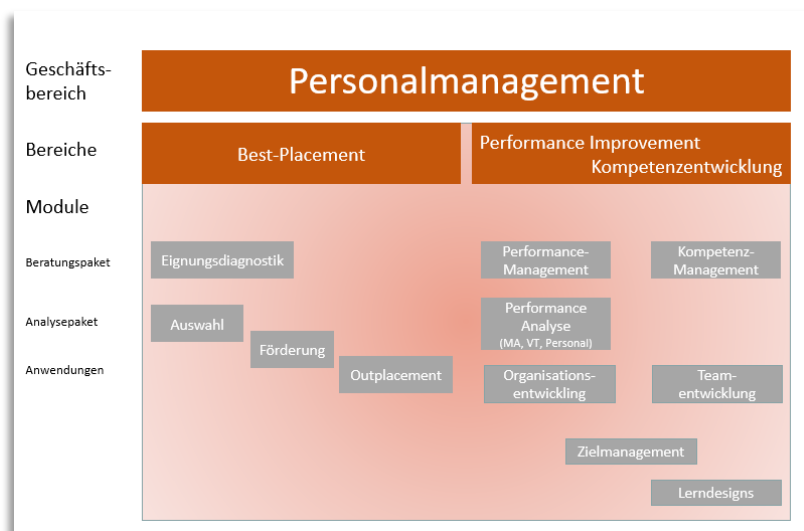 Geschäfts-
bereich
Personalmanagement
Bereiche
Best-Placement
Performance Improvement
Kompetenzentwicklung
Module
Beratungspaket
Eignungsdiagnostik
Performance-
Management
Kompetenz-
Management
Analysepaket
Auswahl
Förderung
Performance
Analyse
(MA, VT, Personal)
Anwendungen
Outplacement
Organisations-
entwickling
Team-
entwicklung
Zielmanagement
Lerndesigns